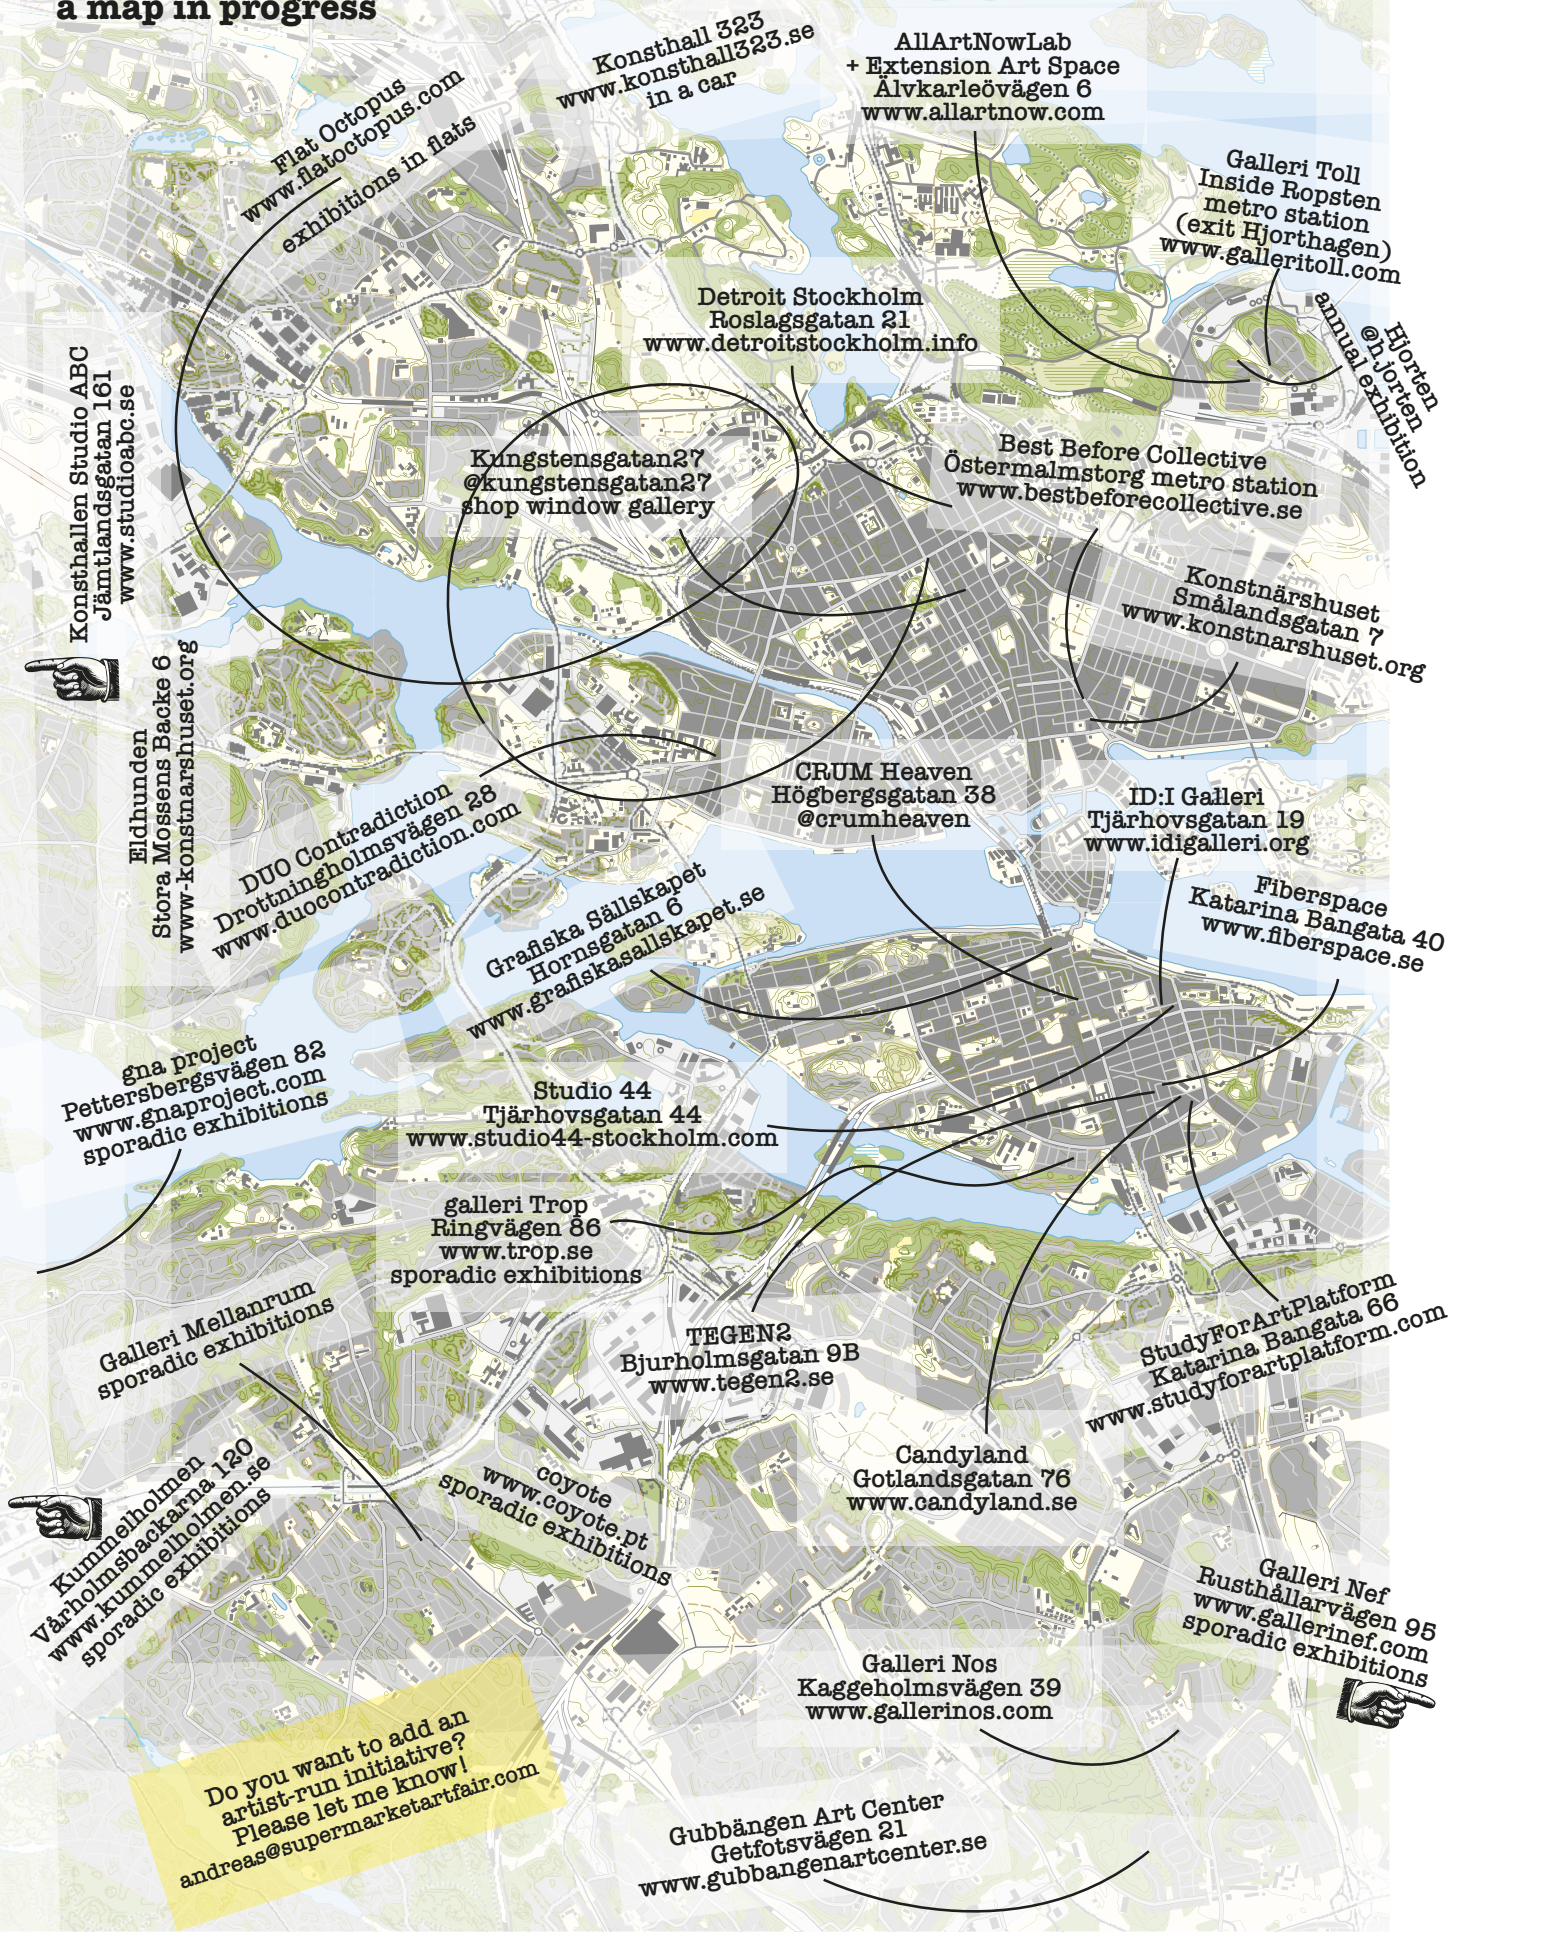 a map in progress
Konsthall 323
www.konsthall323.se
in a car
AllArtNowLab
+ Extension Art Space
Älvkarleövägen 6
www.allartnow.com
Flat Octopus
www.flatoctopus.com
exhibitions in flats
Galleri Toll
Inside Ropsten
metro station
(exit Hjorthagen)
www.galleritoll.com
Hjorten
@h.jorten
annual exhibition
Detroit Stockholm
Roslagsgatan 21
www.detroitstockholm.info
Konsthallen Studio ABC
Jämtlandsgatan 161
www.studioabc.se
Kungstensgatan27
@kungstensgatan27
shop window gallery
Best Before Collective
Östermalmstorg metro station
www.bestbeforecollective.se
Konstnärshuset
Smålandsgatan 7
www.konstnarshuset.org
Eldhunden
Stora Mossens Backe 6
www-konstnarshuset.org
DUO Contradiction
Drottningholmsvägen 28
www.duocontradiction.com
CRUM Heaven
Högbergsgatan 38
@crumheaven
ID:I Galleri
Tjärhovsgatan 19
www.idigalleri.org
Grafiska Sällskapet
Hornsgatan 6
www.grafiskasallskapet.se
Fiberspace
Katarina Bangata 40
www.fiberspace.se
gna project
Pettersbergsvägen 82
www.gnaproject.com
sporadic exhibitions
Studio 44
Tjärhovsgatan 44
www.studio44-stockholm.com
galleri Trop
Ringvägen 86
www.trop.se
sporadic exhibitions
Galleri Mellanrum
sporadic exhibitions
TEGEN2
Bjurholmsgatan 9B
www.tegen2.se
StudyForArtPlatform
Katarina Bangata 66
www.studyforartplatform.com
Candyland
Gotlandsgatan 76
www.candyland.se
Kummelholmen
Vårholmsbackarna 120
www.kummelholmen.se
sporadic exhibitions
coyote
www.coyote.pt
sporadic exhibitions
Galleri Nef
Rusthållarvägen 95
www.gallerinef.com
sporadic exhibitions
Galleri Nos
Kaggeholmsvägen 39
www.gallerinos.com
Do you want to add an
artist-run initiative?
Please let me know!
andreas@supermarketartfair.com
Gubbängen Art Center
Getfotsvägen 21
www.gubbangenartcenter.se